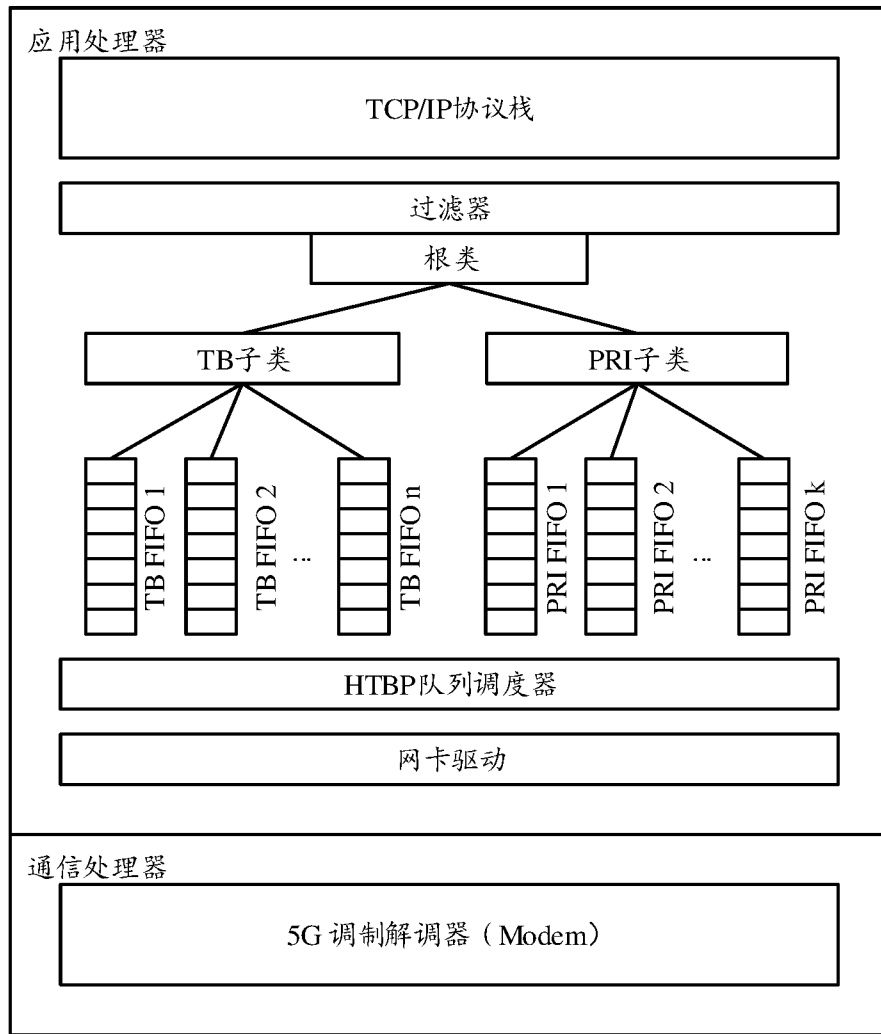 应用处理器
TCP/IP协议栈
过滤器
根类
TB子类
PRI子类
TB FIFO 1
TB FIFO 2
...
TB FIFO n
PRI FIFO 1
PRI FIFO 2
...
PRI FIFO k
HTBP队列调度器
网卡驱动
通信处理器
5G 调制解调器（Modem）